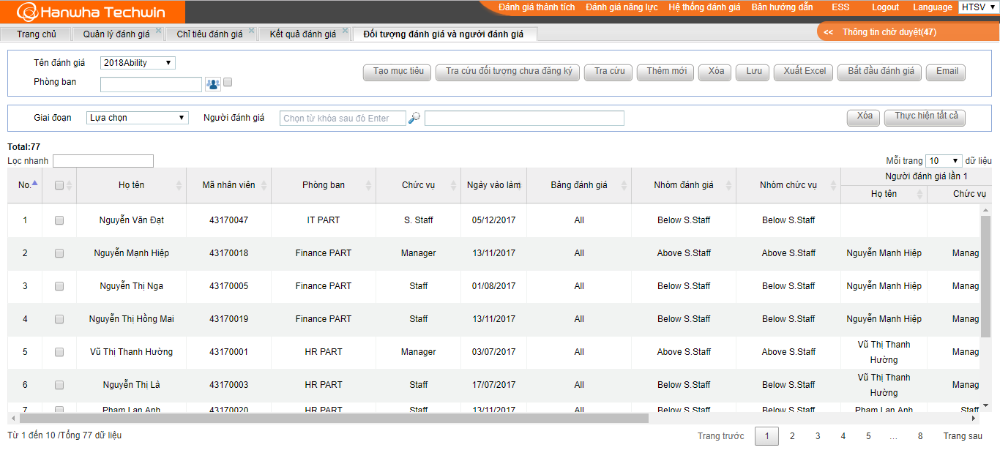 Hanwha Techwin
Đánh giá thành tích Đánh giá năng lực Hệ thống đánh giá Bản hướng dẫn ESS Logout Language HTSV
Trang chủ Quản lý đánh giá Chỉ tiêu đánh giá Kết quả đánh giá Đối tượng đánh giá và người đánh giá
<< Thông tin chờ duyệt(47)
Tên đánh giá 2018Ability
Phòng ban
Tạo mục tiêu Tra cứu đối tượng chưa đăng ký Tra cứu Thêm mới Xóa Lưu Xuất Excel Bắt đầu đánh giá Email
Giai đoạn Lựa chọn Người đánh giá Chọn từ khóa sau đó Enter Xóa Thực hiện tất cả
Total:77
Lọc nhanh Mỗi trang 10 dữ liệu
No. Họ tên Mã nhân viên Phòng ban Chức vụ Ngày vào làm Bảng đánh giá Nhóm đánh giá Nhóm chức vụ Người đánh giá lần 1
Họ tên Chức vụ
1 Nguyễn Văn Đạt 43170047 IT PART S. Staff 05/12/2017 All Below S.Staff Below S.Staff
2 Nguyễn Mạnh Hiệp 43170018 Finance PART Manager 13/11/2017 All Above S.Staff Above S.Staff Nguyễn Mạnh Hiệp Manag
3 Nguyễn Thị Nga 43170005 Finance PART Staff 01/08/2017 All Below S.Staff Below S.Staff Nguyễn Mạnh Hiệp Manag
4 Nguyễn Thị Hồng Mai 43170019 Finance PART Staff 13/11/2017 All Below S.Staff Below S.Staff Nguyễn Mạnh Hiệp Manag
5 Vũ Thị Thanh Hường 43170001 HR PART Manager 03/07/2017 All Above S.Staff Above S.Staff Vũ Thị Thanh Hường Manag
6 Nguyễn Thị Lả 43170003 HR PART Staff 17/07/2017 All Below S.Staff Below S.Staff Vũ Thị Thanh Hường Manag
7 Phạm Lan Anh 43170020 HR PART Staff 13/11/2017 All Below S.Staff Below S.Staff Phạm Lan Anh Staff
Từ 1 đến 10 /Tổng 77 dữ liệu Trang trước 1 2 3 4 5 … 8 Trang sau